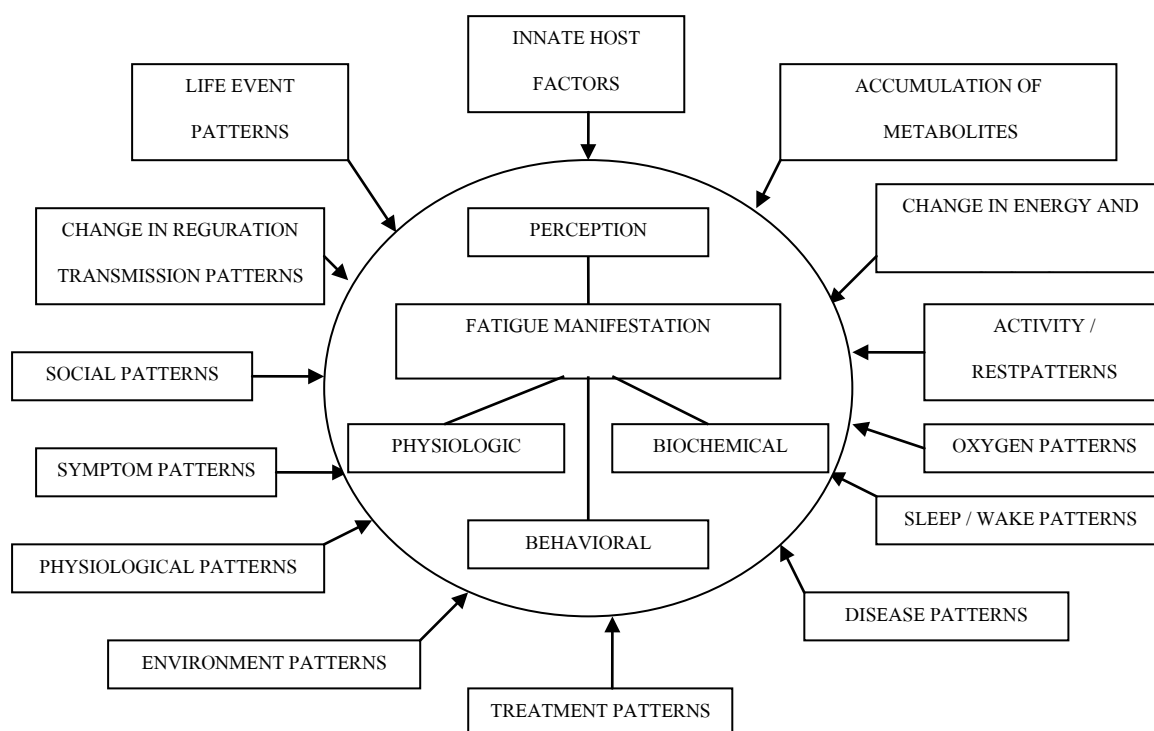 INNATE HOST
FACTORS
LIFE EVENT
PATTERNS
ACCUMULATION OF
METABOLITES
CHANGE IN REGURATION
TRANSMISSION PATTERNS
PERCEPTION
CHANGE IN ENERGY AND
FATIGUE MANIFESTATION
ACTIVITY /
RESTPATTERNS
SOCIAL PATTERNS
PHYSIOLOGIC
BIOCHEMICAL
OXYGEN PATTERNS
SYMPTOM PATTERNS
SLEEP / WAKE PATTERNS
BEHAVIORAL
PHYSIOLOGICAL PATTERNS
DISEASE PATTERNS
ENVIRONMENT PATTERNS
TREATMENT PATTERNS